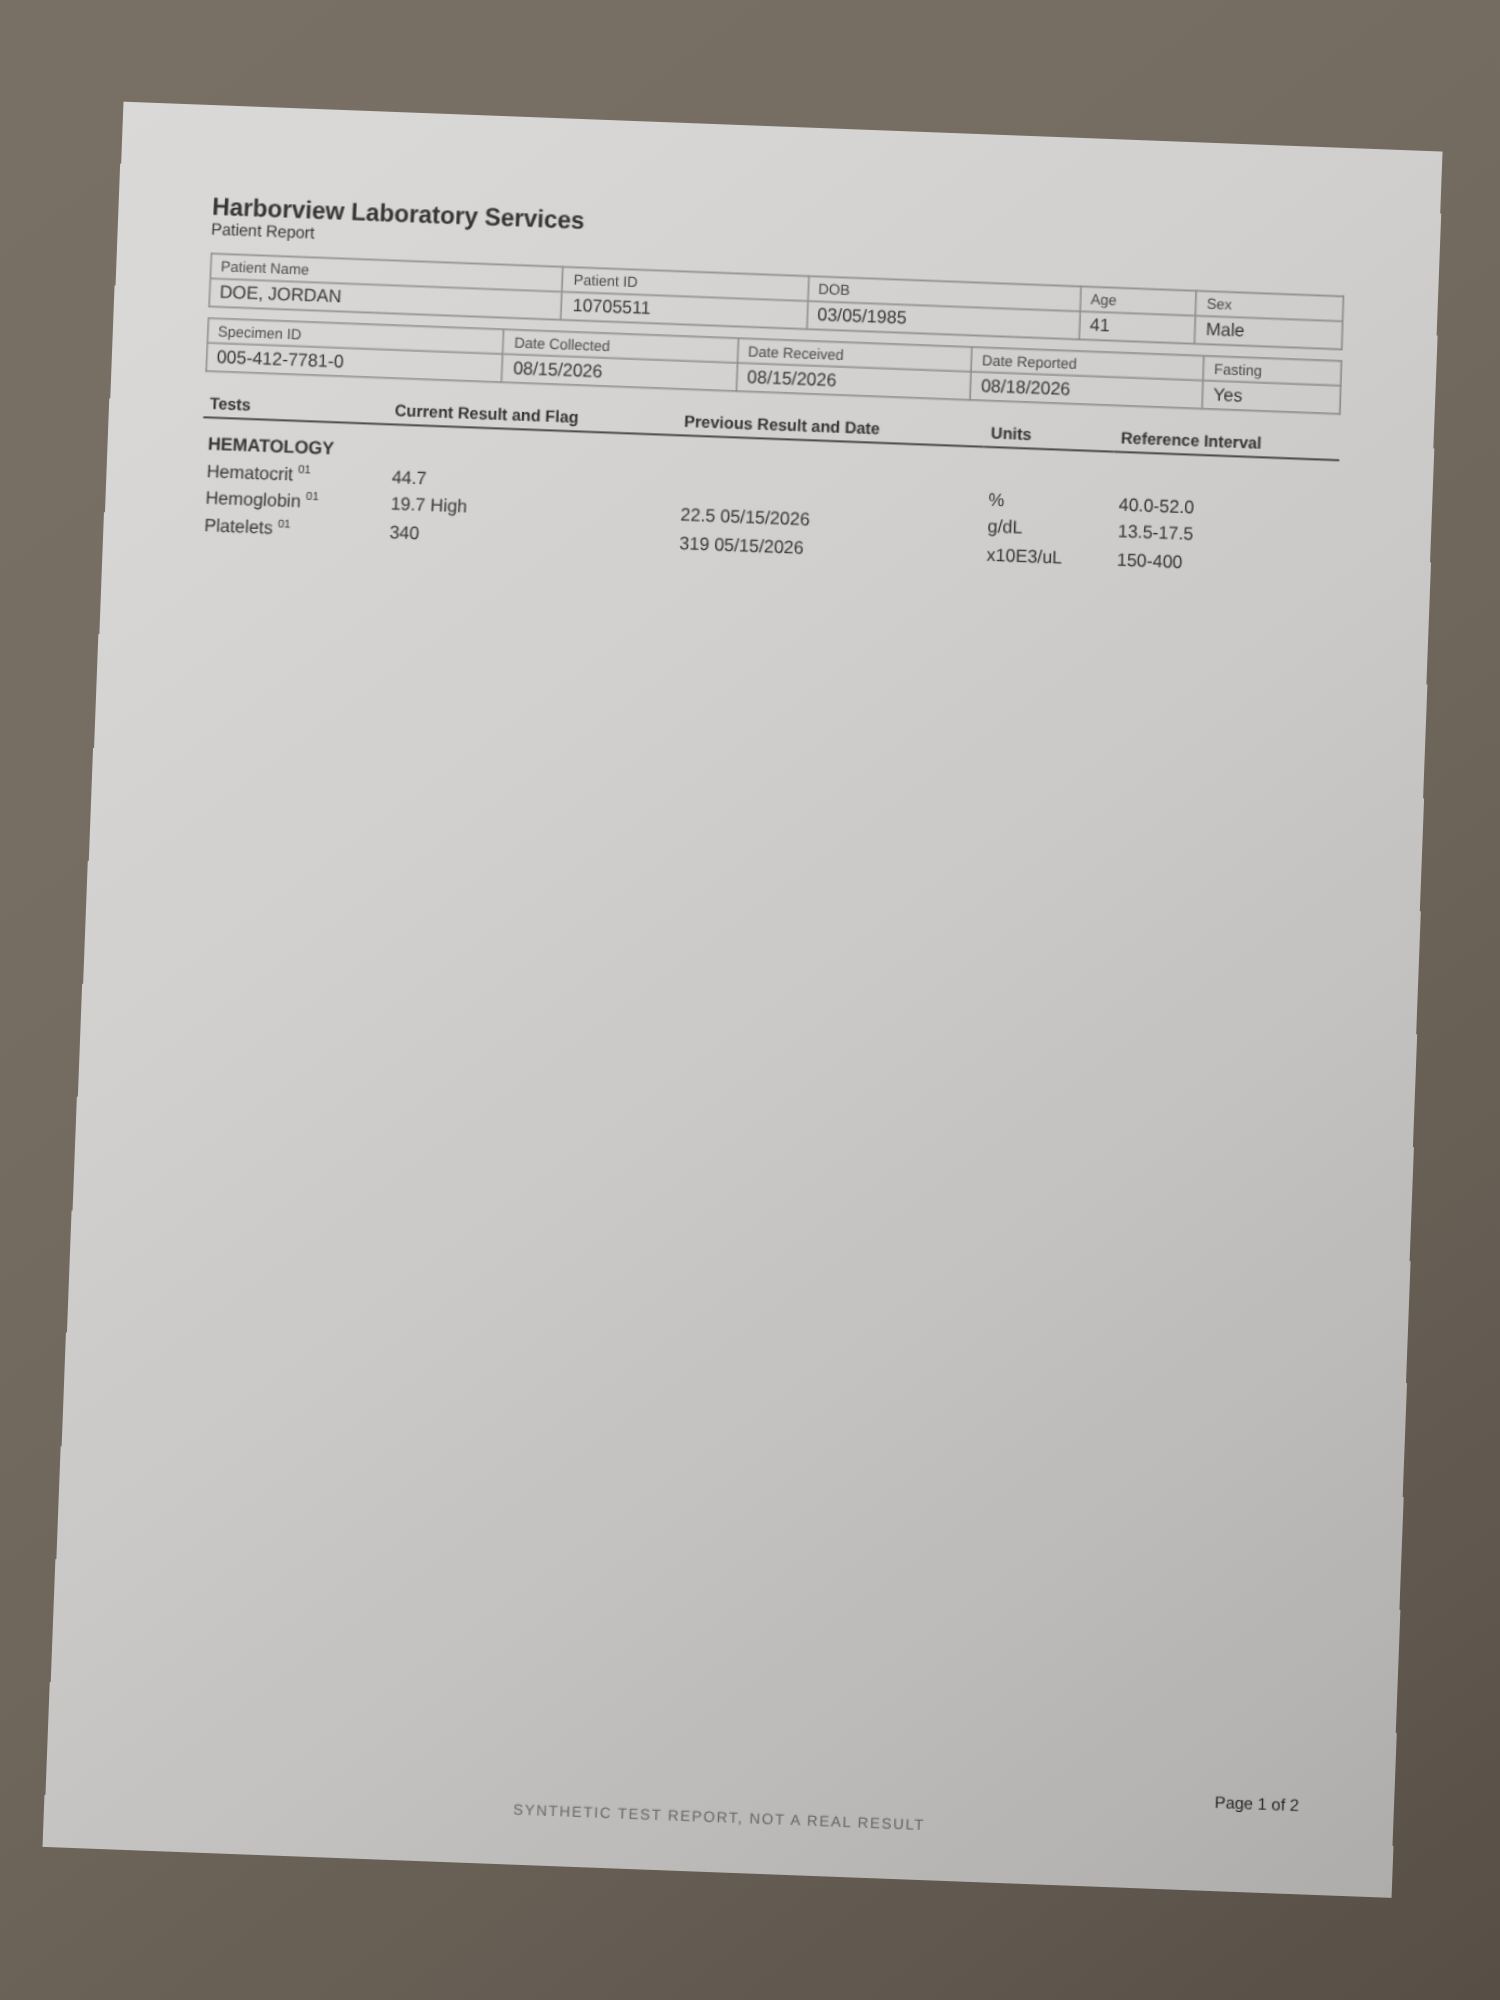 Harborview Laboratory Services
Patient Report
Patient Name Patient ID DOB Age Sex
DOE, JORDAN 10705511 03/05/1985 41 Male
Specimen ID Date Collected Date Received Date Reported Fasting
005-412-7781-0 08/15/2026 08/15/2026 08/18/2026 Yes
Tests Current Result and Flag Previous Result and Date Units Reference Interval
HEMATOLOGY
Hematocrit 01 44.7 % 40.0-52.0
Hemoglobin 01 19.7 High 22.5 05/15/2026 g/dL 13.5-17.5
Platelets 01 340 319 05/15/2026 x10E3/uL 150-400
SYNTHETIC TEST REPORT, NOT A REAL RESULT
Page 1 of 2